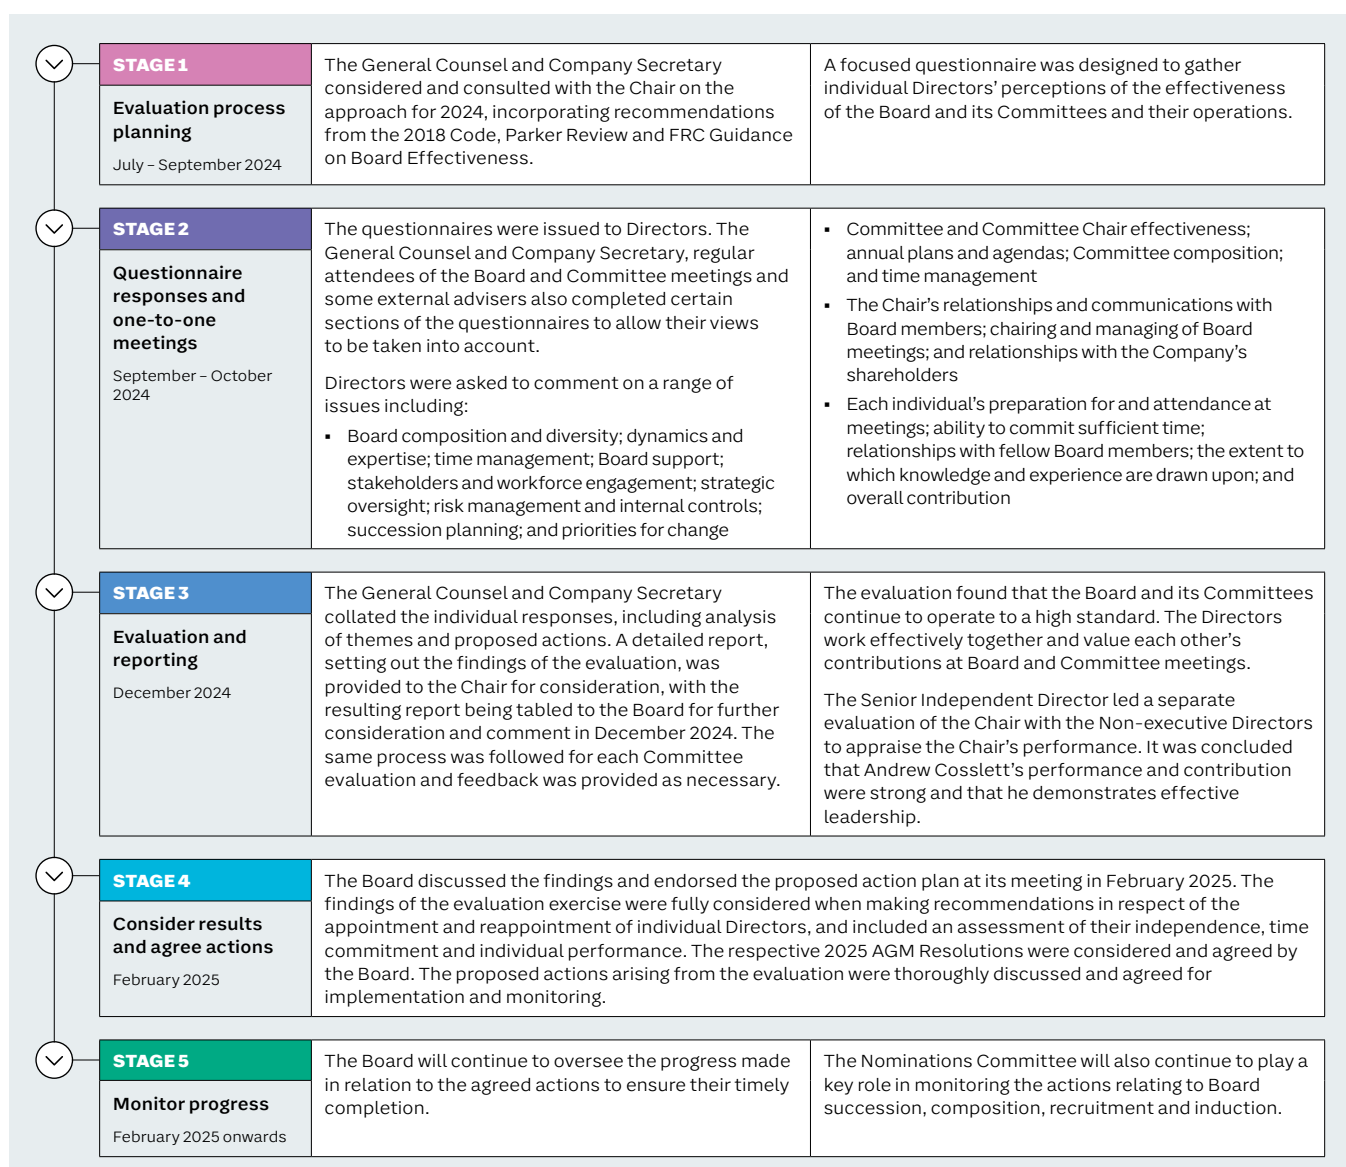 STAGE 1
Evaluation process
planning
July – September 2024
The General Counsel and Company Secretary
considered and consulted with the Chair on the
approach for 2024, incorporating recommendations
from the 2018 Code, Parker Review and FRC Guidance
on Board Effectiveness.
A focused questionnaire was designed to gather
individual Directors’ perceptions of the effectiveness
of the Board and its Committees and their operations.
STAGE 2
Questionnaire
responses and
one-to-one
meetings
September – October
2024
The questionnaires were issued to Directors. The
General Counsel and Company Secretary, regular
attendees of the Board and Committee meetings and
some external advisers also completed certain
sections of the questionnaires to allow their views
to be taken into account.
Directors were asked to comment on a range of
issues including:
▪ Board composition and diversity; dynamics and
expertise; time management; Board support;
stakeholders and workforce engagement; strategic
oversight; risk management and internal controls;
succession planning; and priorities for change
▪ Committee and Committee Chair effectiveness;
annual plans and agendas; Committee composition;
and time management
▪ The Chair’s relationships and communications with
Board members; chairing and managing of Board
meetings; and relationships with the Company’s
shareholders
▪ Each individual’s preparation for and attendance at
meetings; ability to commit sufficient time;
relationships with fellow Board members; the extent to
which knowledge and experience are drawn upon; and
overall contribution
STAGE 3
Evaluation and
reporting
December 2024
The General Counsel and Company Secretary
collated the individual responses, including analysis
of themes and proposed actions. A detailed report,
setting out the findings of the evaluation, was
provided to the Chair for consideration, with the
resulting report being tabled to the Board for further
consideration and comment in December 2024. The
same process was followed for each Committee
evaluation and feedback was provided as necessary.
The evaluation found that the Board and its Committees
continue to operate to a high standard. The Directors
work effectively together and value each other’s
contributions at Board and Committee meetings.
The Senior Independent Director led a separate
evaluation of the Chair with the Non-executive Directors
to appraise the Chair’s performance. It was concluded
that Andrew Cosslett’s performance and contribution
were strong and that he demonstrates effective
leadership.
STAGE 4
Consider results
and agree actions
February 2025
The Board discussed the findings and endorsed the proposed action plan at its meeting in February 2025. The
findings of the evaluation exercise were fully considered when making recommendations in respect of the
appointment and reappointment of individual Directors, and included an assessment of their independence, time
commitment and individual performance. The respective 2025 AGM Resolutions were considered and agreed by
the Board. The proposed actions arising from the evaluation were thoroughly discussed and agreed for
implementation and monitoring.
STAGE 5
Monitor progress
February 2025 onwards
The Board will continue to oversee the progress made
in relation to the agreed actions to ensure their timely
completion.
The Nominations Committee will also continue to play a
key role in monitoring the actions relating to Board
succession, composition, recruitment and induction.